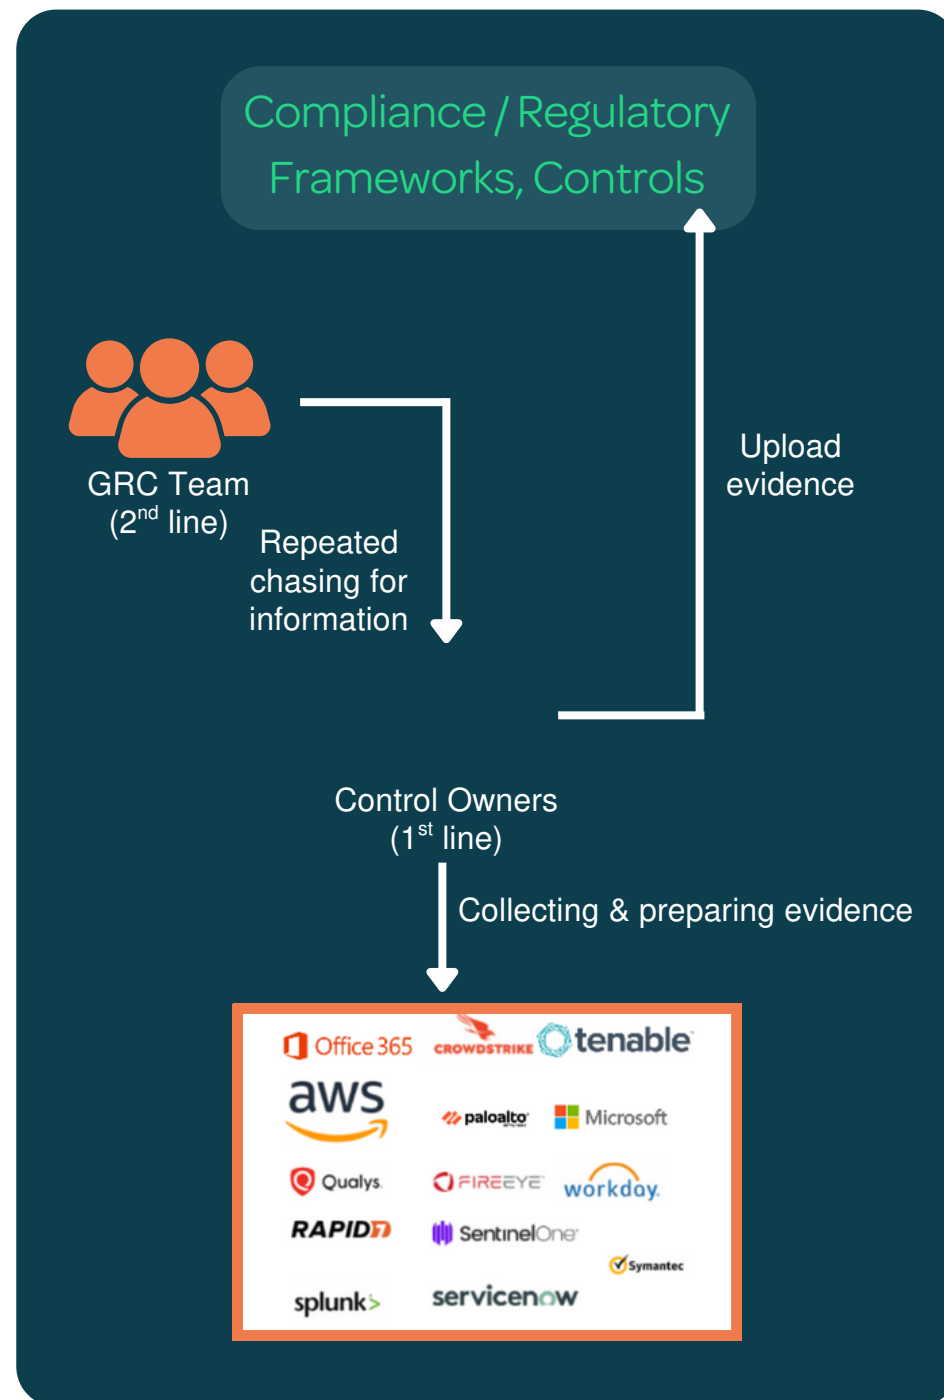 Compliance / Regulatory
Frameworks, Controls
GRC Team
(2nd line)
Repeated
chasing for
information
Upload
evidence
Control Owners
(1st line)
Collecting & preparing evidence
Office 365
CROWDSTRIKE
tenable
aws
paloalto
Microsoft
Qualys.
FIREEYE
workday.
RAPID7
SentinelOne
Symantec
splunk>
servicenow